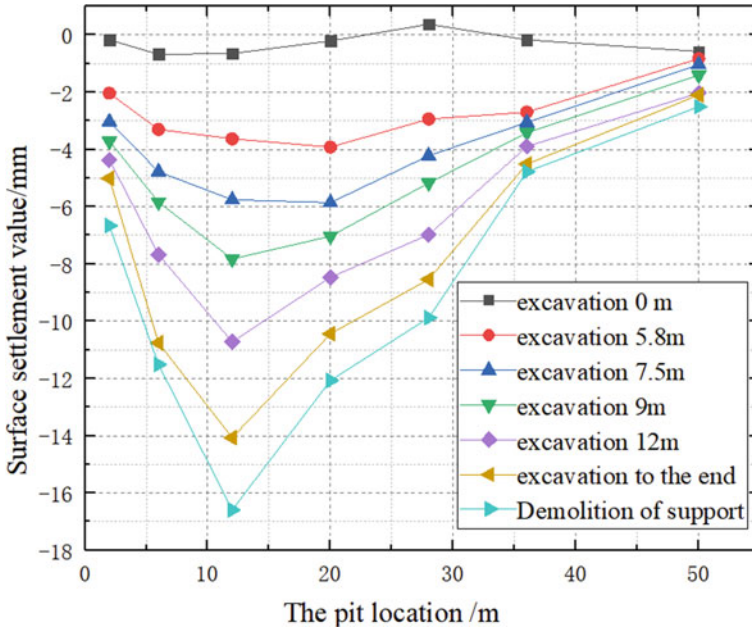 Surface settlement value/mm
0
−2
−4
−6
−8
−10
−12
−14
−16
−18
excavation 0 m
excavation 5.8m
excavation 7.5m
excavation 9m
excavation 12m
excavation to the end
Demolition of support
0 10 20 30 40 50
The pit location /m